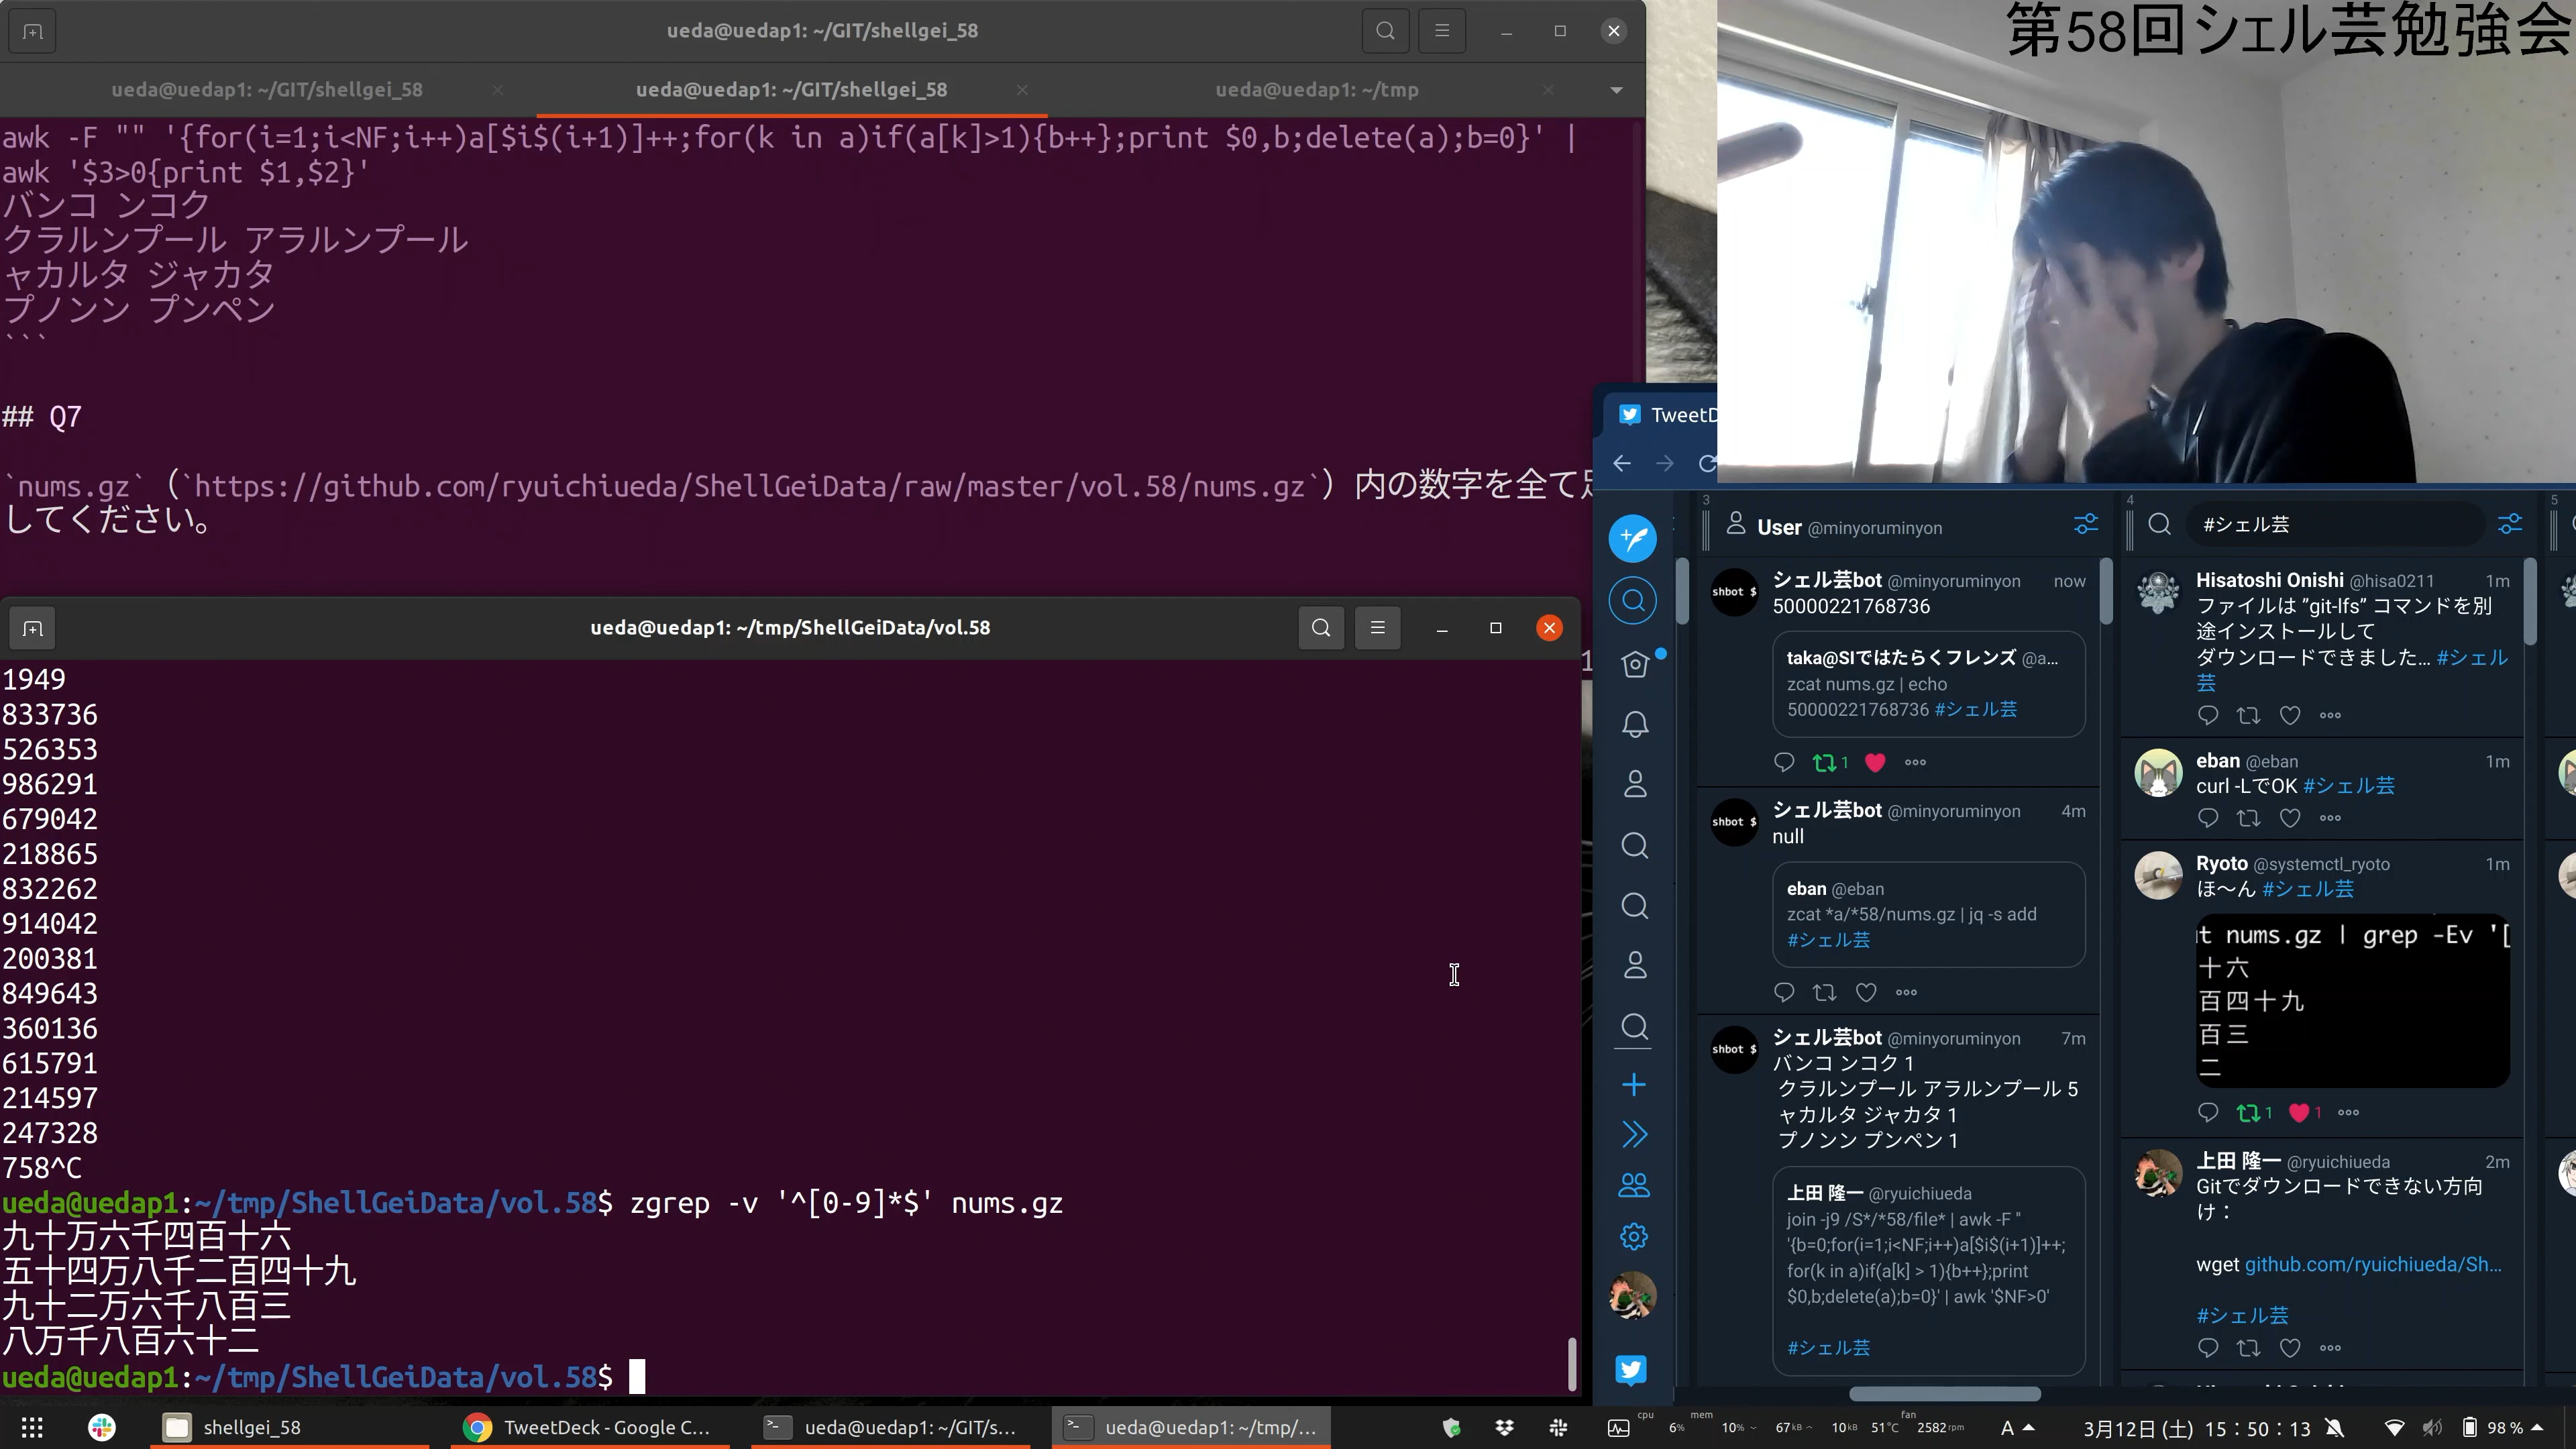 ueda@uedap1: ~/GIT/shellgei_58
ueda@uedap1: ~/GIT/shellgei_58
ueda@uedap1: ~/GIT/shellgei_58
ueda@uedap1: ~/tmp
awk -F "" '{for(i=1;i<NF;i++)a[$i$(i+1)]++;for(k in a)if(a[k]>1){b++};print $0,b;delete(a);b=0}' |
awk '$3>0{print $1,$2}'
バンコ ンコク
クラルンプール アラルンプール
ャカルタ ジャカタ
プノンン プンペン
```
## Q7
`nums.gz`（`https://github.com/ryuichiueda/ShellGeiData/raw/master/vol.58/nums.gz`）内の数字を全て
してください。
ueda@uedap1: ~/tmp/ShellGeiData/vol.58
1949
833736
526353
986291
679042
218865
832262
914042
200381
849643
360136
615791
214597
247328
758^C
ueda@uedap1:~/tmp/ShellGeiData/vol.58$ zgrep -v '^[0-9]*$' nums.gz
九十万六千四百十六
五十四万八千二百四十九
九十二万六千八百三
八万千八百六十二
ueda@uedap1:~/tmp/ShellGeiData/vol.58$
第58回シェル芸勉強会
TweetD
3
User @minyoruminyon
シェル芸bot @minyoruminyon now
50000221768736
taka@SIではたらくフレンズ @a...
zcat nums.gz | echo
50000221768736 #シェル芸
1
シェル芸bot @minyoruminyon 4m
null
eban @eban
zcat *a/*58/nums.gz | jq -s add
#シェル芸
シェル芸bot @minyoruminyon 7m
バンコ ンコク 1
クラルンプール アラルンプール 5
ャカルタ ジャカタ 1
プノンン プンペン 1
上田 隆一 @ryuichiueda
join -j9 /S*/*58/file* | awk -F ''
'{b=0;for(i=1;i<NF;i++)a[$i$(i+1)]++;
for(k in a)if(a[k] > 1){b++};print
$0,b;delete(a);b=0}' | awk '$NF>0'
#シェル芸
shbot $
shbot $
shbot $
4
#シェル芸
5
Hisatoshi Onishi @hisa0211 1m
ファイルは ”git-lfs” コマンドを別
途インストールして
ダウンロードできました... #シェル
芸
eban @eban 1m
curl -LでOK #シェル芸
Ryoto @systemctl_ryoto 1m
ほ〜ん #シェル芸
t nums.gz | grep -Ev '[
十六
百四十九
百三
二
1 1
上田 隆一 @ryuichiueda 2m
Gitでダウンロードできない方向
け：
wget github.com/ryuichiueda/Sh...
#シェル芸
shellgei_58
TweetDeck - Google C...
ueda@uedap1: ~/GIT/s...
ueda@uedap1: ~/tmp/...
cpu 6% mem 10% 67kB 10kB 51°C fan 2582rpm
A
3月12日 (土) 15：50：13
98 %